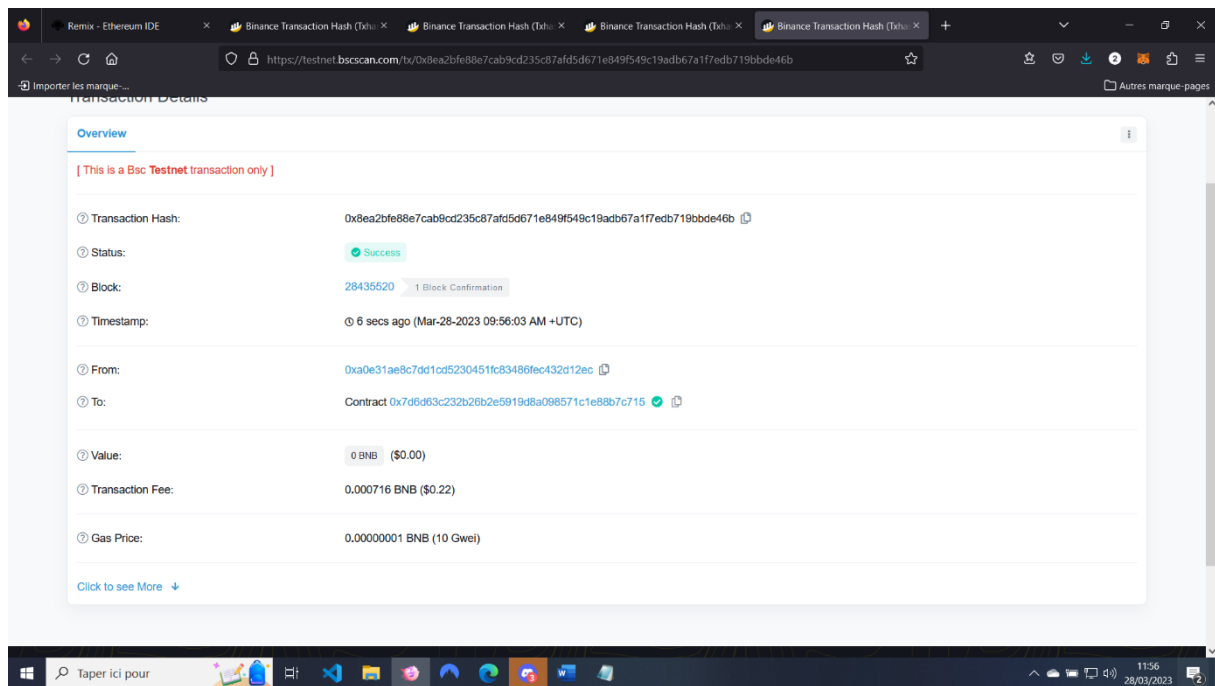 Remix - Ethereum IDE
Binance Transaction Hash (Txha
Binance Transaction Hash (Txha
Binance Transaction Hash (Txha
Binance Transaction Hash (Txha
https://testnet.bscscan.com/tx/0x8ea2bfe88e7cab9cd235c87afd5d671e849f549c19adb67a1f7edb719bbde46b
2
Importer les marque-...
Autres marque-pages
Transaction Details
Overview
[ This is a Bsc Testnet transaction only ]
Transaction Hash: 0x8ea2bfe88e7cab9cd235c87afd5d671e849f549c19adb67a1f7edb719bbde46b
Status: Success
Block: 28435520 1 Block Confirmation
Timestamp: 6 secs ago (Mar-28-2023 09:56:03 AM +UTC)
From: 0xa0e31ae8c7dd1cd5230451fc83486fec432d12ec
To: Contract 0x7d6d63c232b26b2e5919d8a098571c1e88b7c715
Value: 0 BNB ($0.00)
Transaction Fee: 0.000716 BNB ($0.22)
Gas Price: 0.00000001 BNB (10 Gwei)
Click to see More
Taper ici pour
11:56
28/03/2023
2